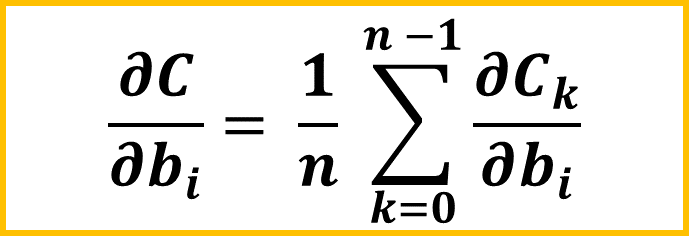 ∂C/∂b_i = 1/n ∑_{k=0}^{n −1} ∂C_k/∂b_i